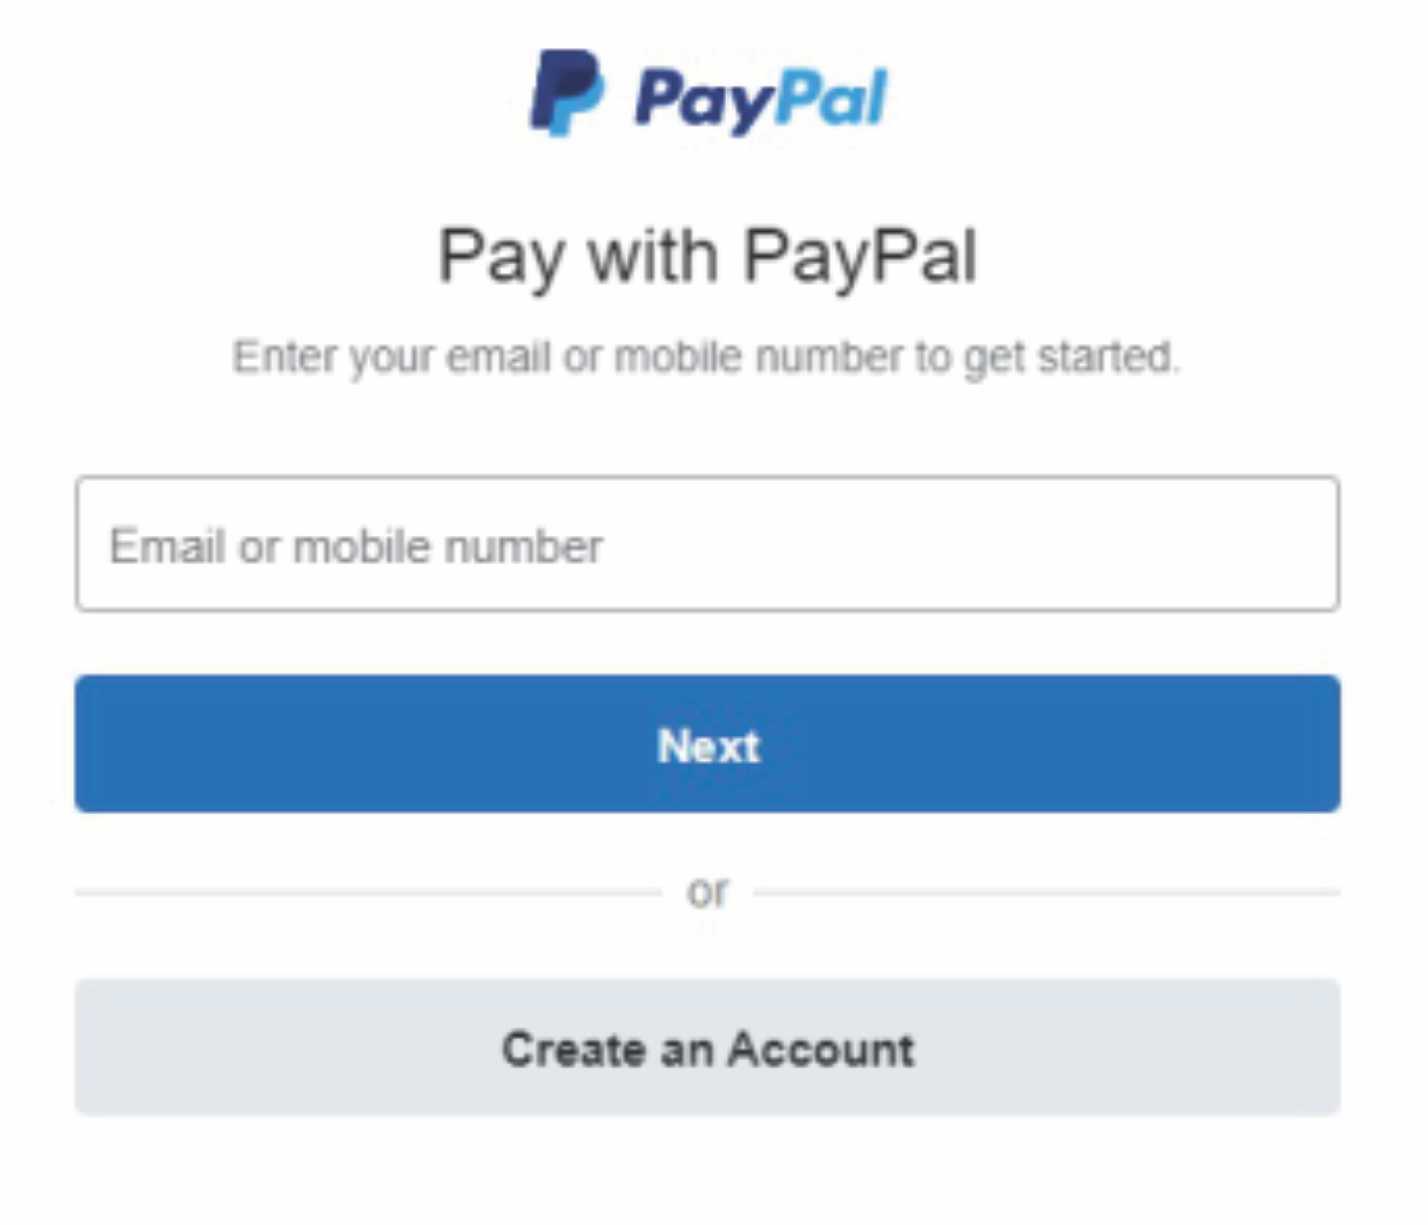 PayPal
Pay with PayPal
Enter your email or mobile number to get started.
Email or mobile number
Next
or
Create an Account